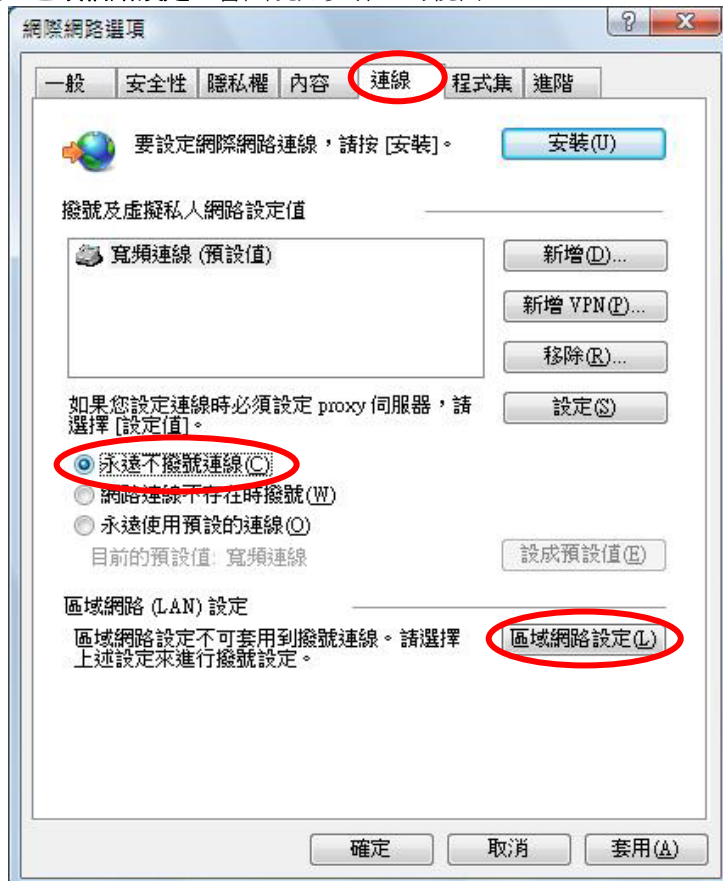 網際網路選項
一般 安全性 隱私權 內容 連線 程式集 進階
要設定網際網路連線，請按 [安裝]。
安裝(U)
撥號及虛擬私人網路設定值
寬頻連線 (預設值)
新增(D)...
新增 VPN(P)...
移除(R)...
如果您設定連線時必須設定 proxy 伺服器，請
選擇 [設定值]。
設定(S)
永遠不撥號連線(C)
網路連線不存在時撥號(W)
永遠使用預設的連線(O)
目前的預設值: 寬頻連線
設成預設值(E)
區域網路 (LAN) 設定
區域網路設定不可套用到撥號連線。請選擇
上述設定來進行撥號設定。
區域網路設定(L)
確定 取消 套用(A)